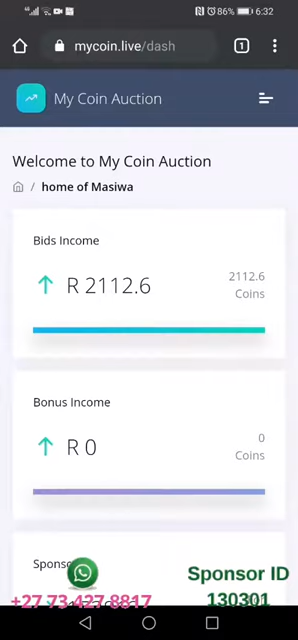 86% 6:32
mycoin.live/dash 1
My Coin Auction
Welcome to My Coin Auction
/ home of Masiwa
Bids Income
R 2112.6
2112.6
Coins
Bonus Income
R 0
0
Coins
Sponso
Sponsor ID
130301
+27 73 427 8817